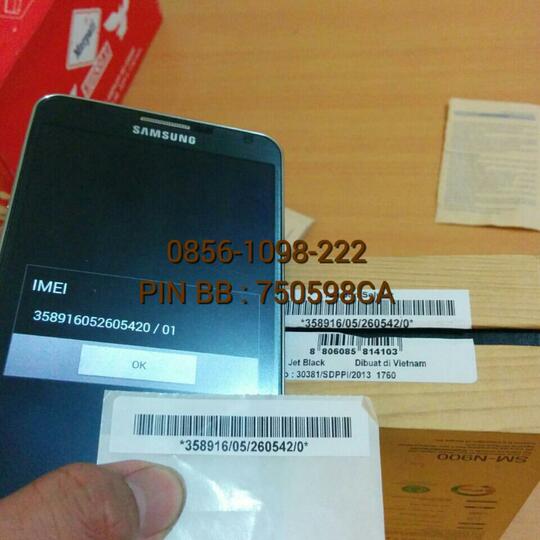 SAMSUNG
0856-1098-222
PIN BB : 750598CA
IMEI
358916052605420 / 01
OK
*358916/05/260542/0*
8 806085 814103
Jet Black Dibuat di Vietnam
: 30381/SDPPI/2013 1760
*358916/05/260542/0*
SM-N900